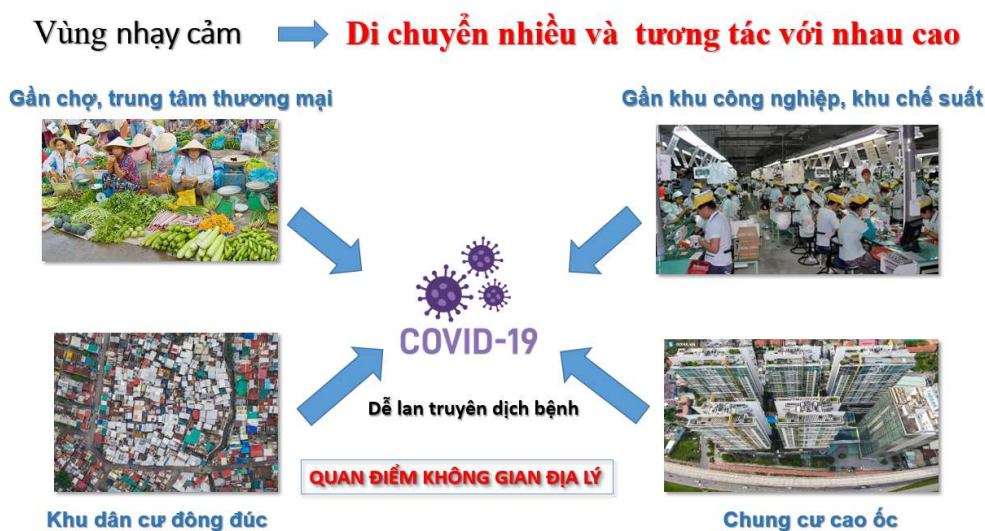 Vùng nhạy cảm
Di chuyển nhiều và tương tác với nhau cao
Gần chợ, trung tâm thương mại
Gần khu công nghiệp, khu chế suất
COVID-19
Dễ lan truyên dịch bệnh
QUAN ĐIỂM KHÔNG GIAN ĐỊA LÝ
Khu dân cư đông đúc
Chung cư cao ốc